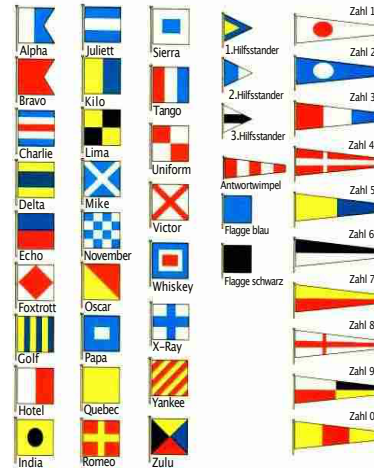 Alpha
Bravo
Charlie
Delta
Echo
Foxtrott
Golf
Hotel
India
Juliett
Kilo
Lima
Mike
November
Oscar
Papa
Quebec
Romeo
Sierra
Tango
Uniform
Victor
Whiskey
X-Ray
Yankee
Zulu
1.Hilfsstander
2.Hilfsstander
3.Hilfsstander
Antwortwimpel
Flagge blau
Flagge schwarz
Zahl 1
Zahl 2
Zahl 3
Zahl 4
Zahl 5
Zahl 6
Zahl 7
Zahl 8
Zahl 9
Zahl 0